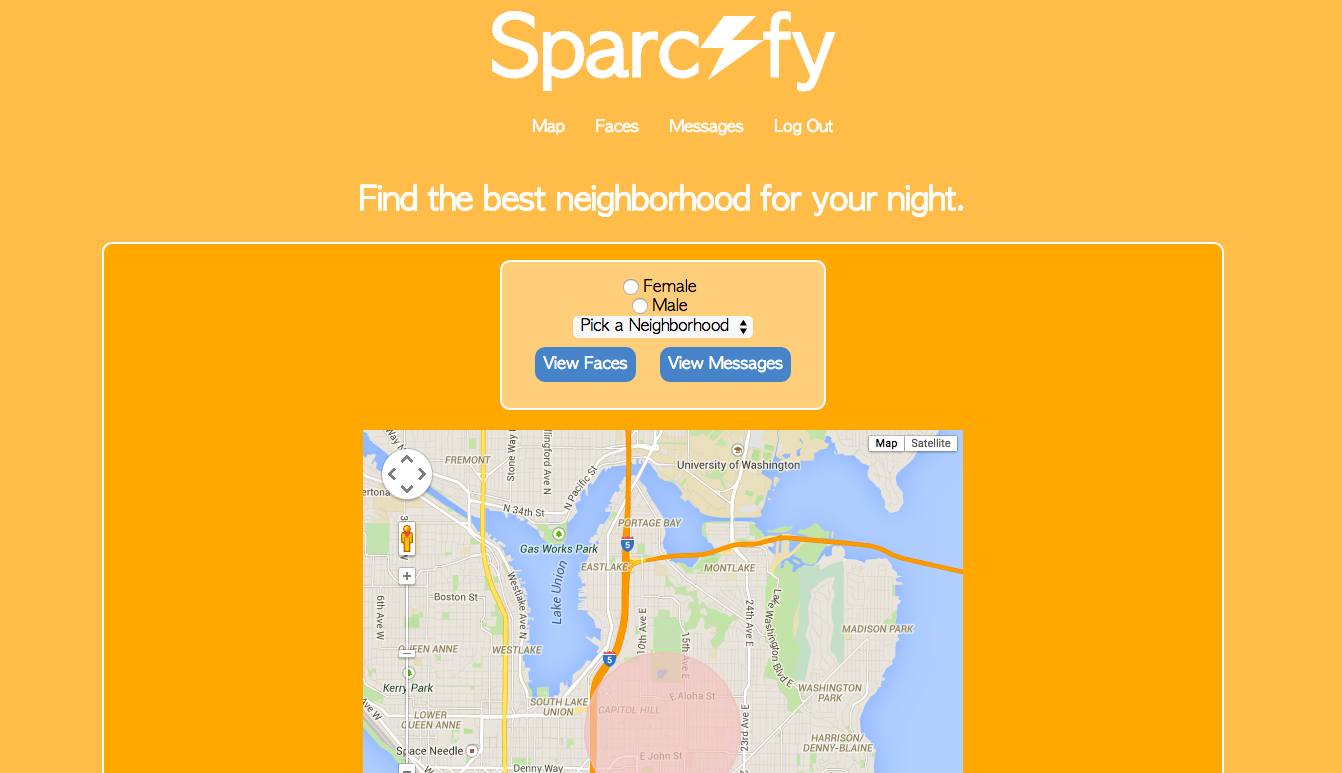 Sparcify
Map Faces Messages Log Out
Find the best neighborhood for your night.
Female
Male
Pick a Neighborhood
View Faces View Messages
Map Satellite
FREMONT
Stone Way N
llingford Ave N
University of Washington
N Pacific St
N 34th St
PORTAGE BAY
Gas Works Park
5
EASTLAKE
MONTLAKE
Lake Union
Westlake Ave N
Boston St
6th Ave W
10th Ave E
15th Ave E
24th Ave E
Lake Washington Blvd E
MADISON PARK
QUEEN ANNE
WESTLAKE
5
Kerry Park
E Aloha St
WASHINGTON
PARK
SOUTH LAKE
UNION
CAPITOL HILL
LOWER
QUEEN ANNE
23rd Ave E
HARRISON/
DENNY-BLAINE
Space Needle
E John St
Denny Way